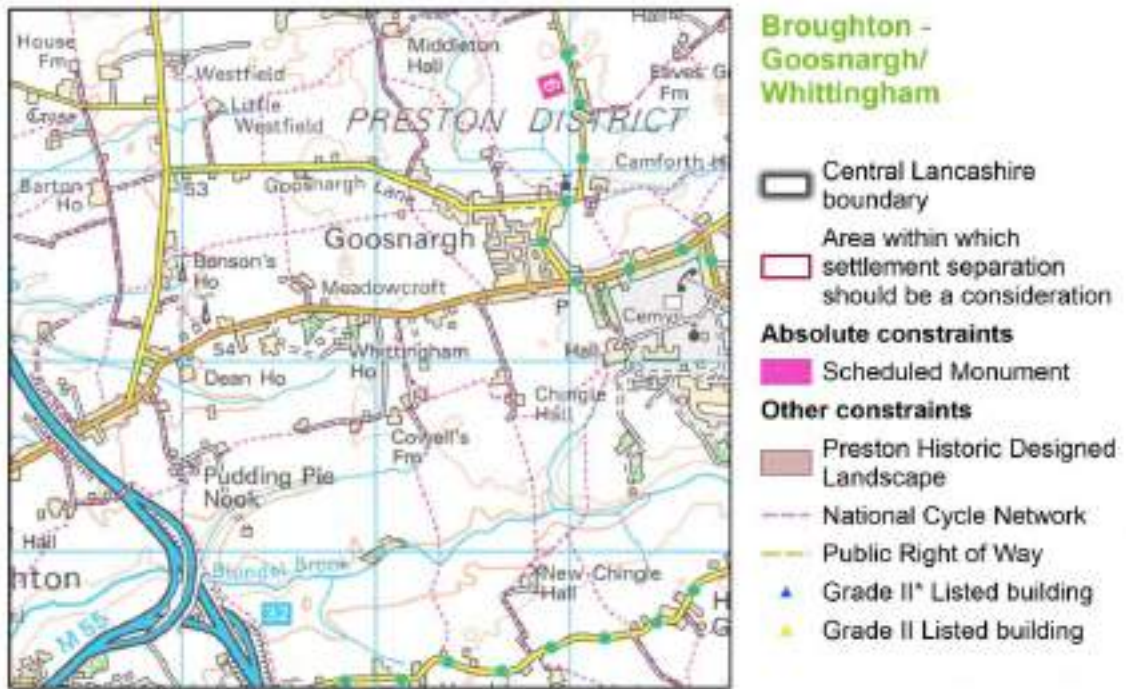 House
Fm
Middleton
Hall
Hall
Westfield
Little
Westfield
Fm
PRESTON DISTRICT
Camforth
Barton
Ho
53
Goosnargh Lane
Goosnargh
Benson's
Ho
Meadowcroft
P
Cemy
54
Whittingham
Ho
Hall
Dean Ho
Chingle
Hall
Cowell's
Fm
Pudding Pie
Nook
Hall
hton
Blundel Brook
New Chingle
Hall
M 55
32
H
G
Broughton -
Goosnargh/
Whittingham
Central Lancashire
boundary
Area within which
settlement separation
should be a consideration
Absolute constraints
Scheduled Monument
Other constraints
Preston Historic Designed
Landscape
National Cycle Network
Public Right of Way
Grade II* Listed building
Grade II Listed building